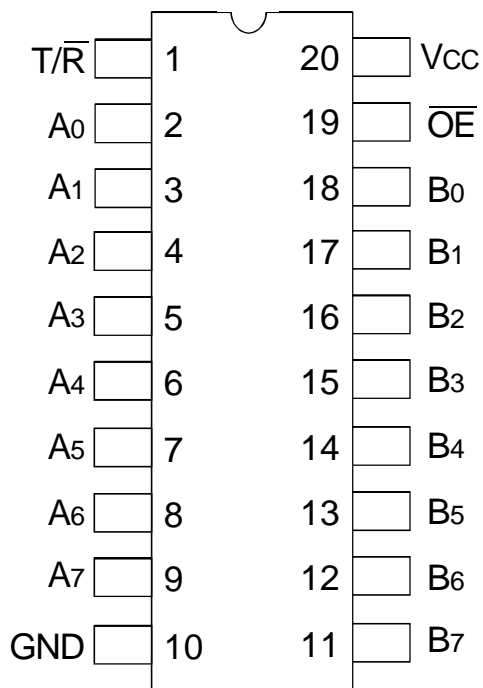 T/R̅ 1 20 VCC
A0 2 19 O̅E̅
A1 3 18 B0
A2 4 17 B1
A3 5 16 B2
A4 6 15 B3
A5 7 14 B4
A6 8 13 B5
A7 9 12 B6
GND 10 11 B7